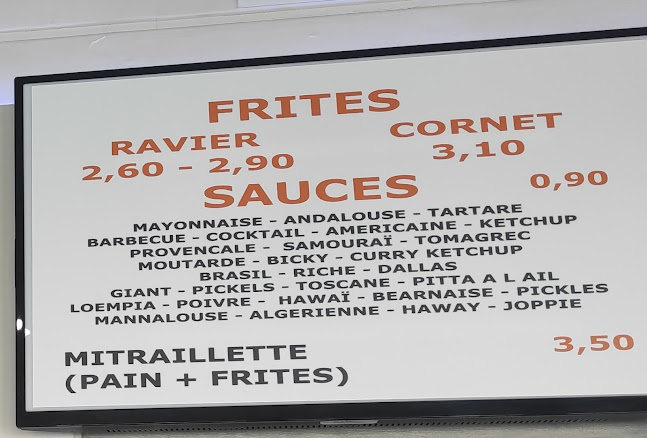 FRITES
RAVIER CORNET
2,60 - 2,90 3,10
SAUCES 0,90
MAYONNAISE - ANDALOUSE - TARTARE
BARBECUE - COCKTAIL - AMERICAINE - KETCHUP
PROVENCALE - SAMOURAÏ - TOMAGREC
MOUTARDE - BICKY - CURRY KETCHUP
BRASIL - RICHE - DALLAS
GIANT - PICKELS - TOSCANE - PITTA A L AIL
LOEMPIA - POIVRE - HAWAÏ - BEARNAISE - PICKLES
MANNALOUSE - ALGERIENNE - HAWAY - JOPPIE
MITRAILLETTE 3,50
(PAIN + FRITES)